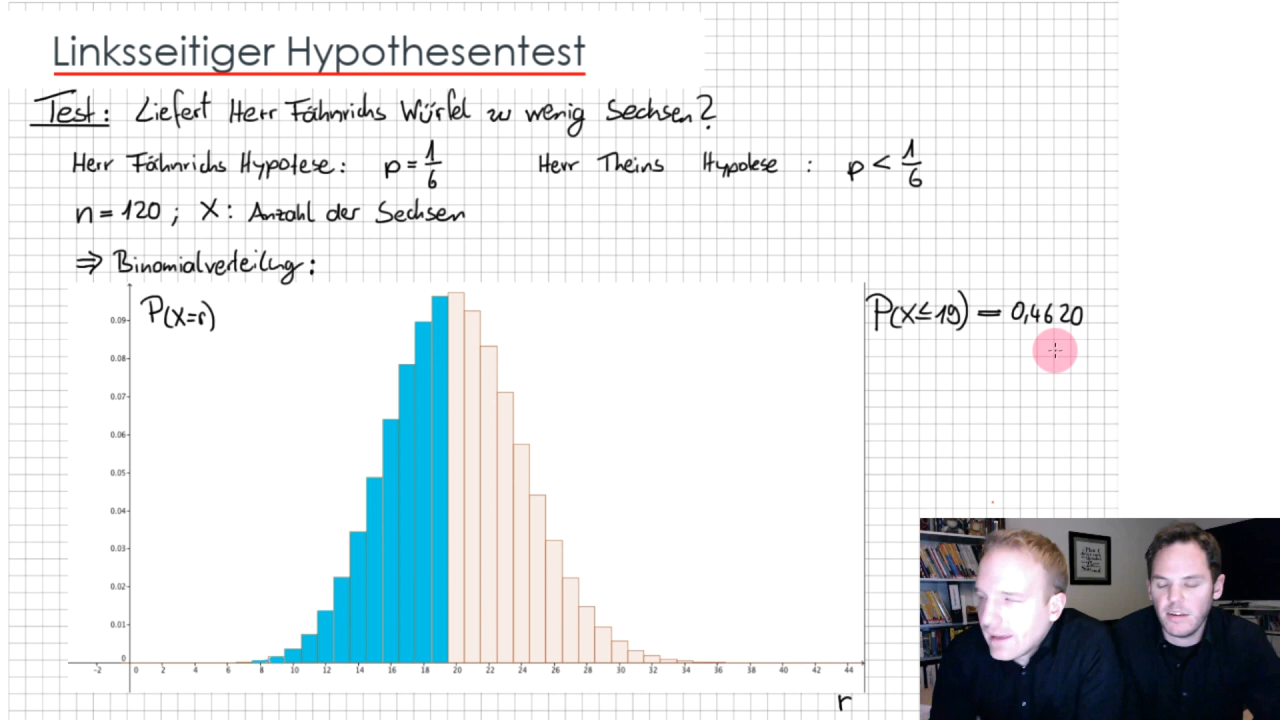 Linksseitiger Hypothesentest
Test: Liefert Herr Fähnrichs Würfel zu wenig Sechsen?
Herr Fähnrichs Hypotese: p = 1/6 Herr Theins Hypotese : p < 1/6
n = 120 ; X : Anzahl der Sechsen
⇒ Binomialverteilung:
P(X=r)
P(X≤19) = 0,4620
0.09
0.08
0.07
0.06
0.05
0.04
0.03
0.02
0.01
0
-2 0 2 4 6 8 10 12 14 16 18 20 22 24 26 28 30 32 34 36 38 40 42 44
r